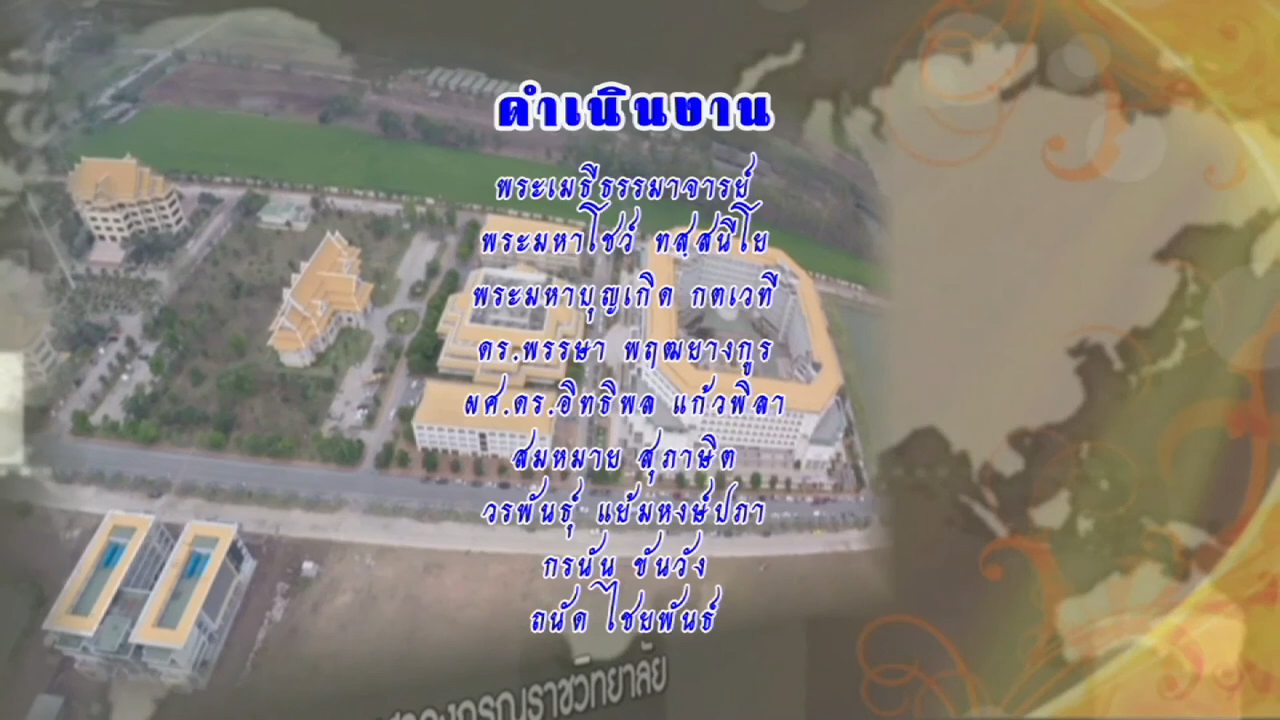 ดำเนินงาน
พระเมธีธรรมาจารย์
พระมหาโชว์ ทสฺสนีโย
พระมหาบุญเกิด กตเวที
ดร.พรรษา พฤฒยางกูร
ผศ.ดร.อิทธิพล แก้วพิลา
สมหมาย สุภาษิต
วรพันธุ์ แย้มหงษ์ปภา
กรนัน ขันวัง
ถนัด ไชยพันธ์